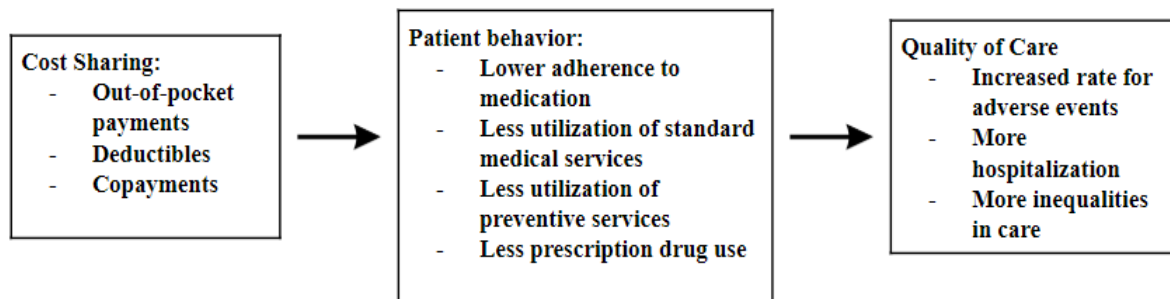 Cost Sharing:
- Out-of-pocket
payments
- Deductibles
- Copayments
Patient behavior:
- Lower adherence to
medication
- Less utilization of standard
medical services
- Less utilization of
preventive services
- Less prescription drug use
Quality of Care
- Increased rate for
adverse events
- More
hospitalization
- More inequalities
in care